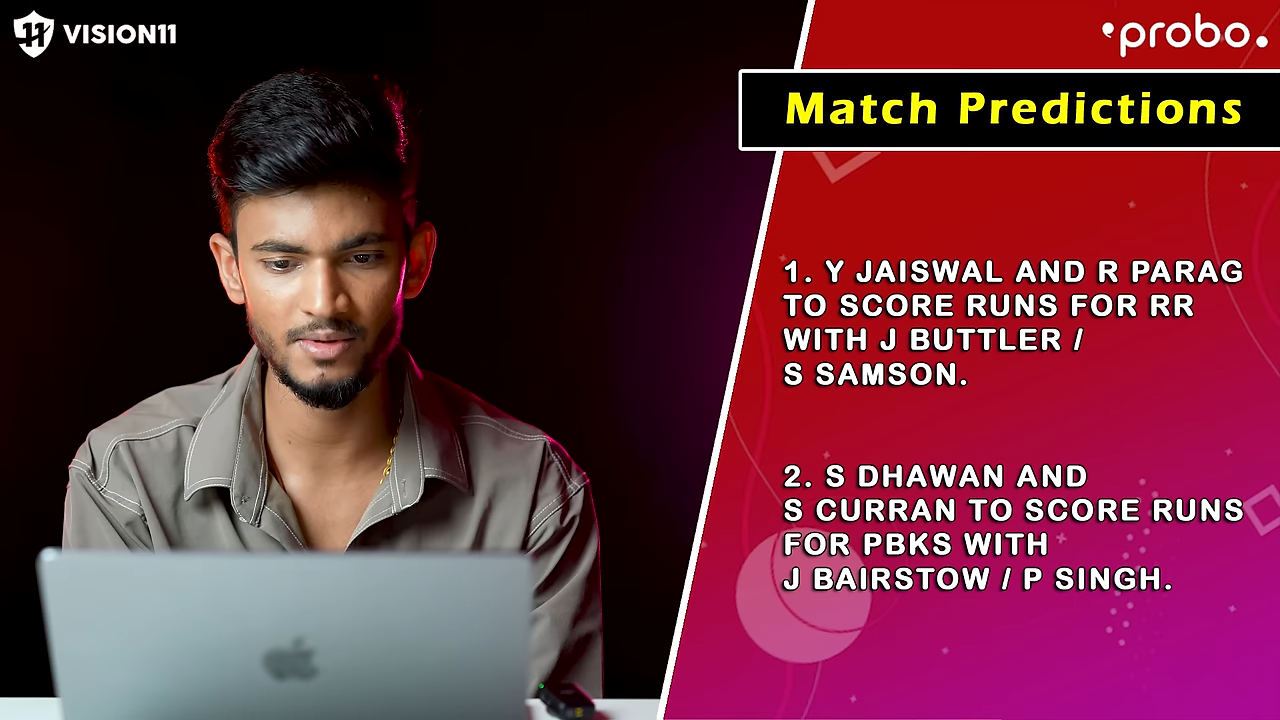 VISION11
probo.
Match Predictions
1. Y JAISWAL AND R PARAG
TO SCORE RUNS FOR RR
WITH J BUTTLER /
S SAMSON.
2. S DHAWAN AND
S CURRAN TO SCORE RUNS
FOR PBKS WITH
J BAIRSTOW / P SINGH.